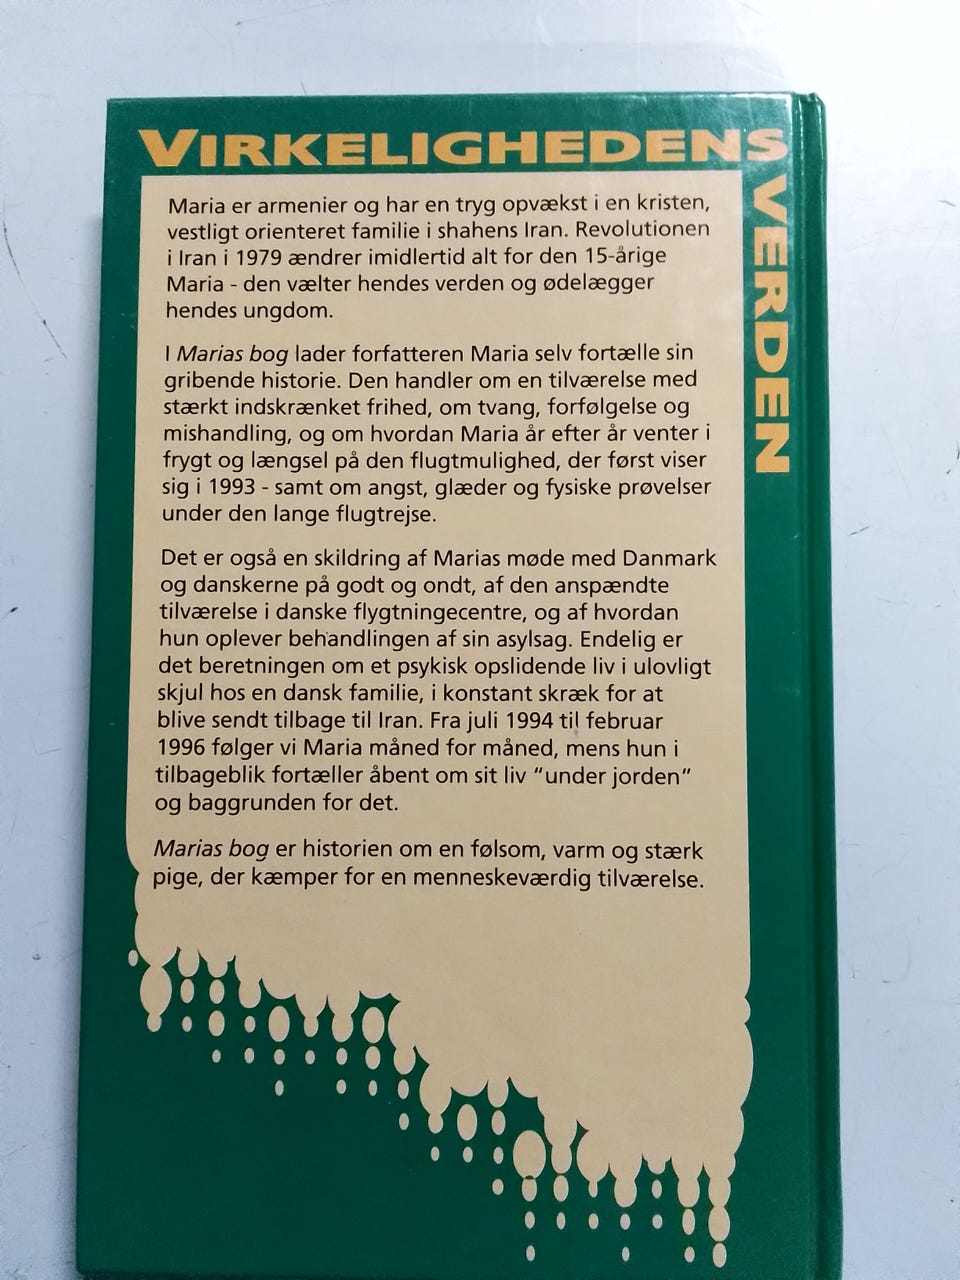 VIRKELIGHEDENS
VERDEN
Maria er armenier og har en tryg opvækst i en kristen,
vestligt orienteret familie i shahens Iran. Revolutionen
i Iran i 1979 ændrer imidlertid alt for den 15-årige
Maria - den vælter hendes verden og ødelægger
hendes ungdom.
I Marias bog lader forfatteren Maria selv fortælle sin
gribende historie. Den handler om en tilværelse med
stærkt indskrænket frihed, om tvang, forfølgelse og
mishandling, og om hvordan Maria år efter år venter i
frygt og længsel på den flugtmulighed, der først viser
sig i 1993 - samt om angst, glæder og fysiske prøvelser
under den lange flugtrejse.
Det er også en skildring af Marias møde med Danmark
og danskerne på godt og ondt, af den anspændte
tilværelse i danske flygtningecentre, og af hvordan
hun oplever behandlingen af sin asylsag. Endelig er
det beretningen om et psykisk opslidende liv i ulovligt
skjul hos en dansk familie, i konstant skræk for at
blive sendt tilbage til Iran. Fra juli 1994 til februar
1996 følger vi Maria måned for måned, mens hun i
tilbageblik fortæller åbent om sit liv "under jorden"
og baggrunden for det.
Marias bog er historien om en følsom, varm og stærk
pige, der kæmper for en menneskeværdig tilværelse.